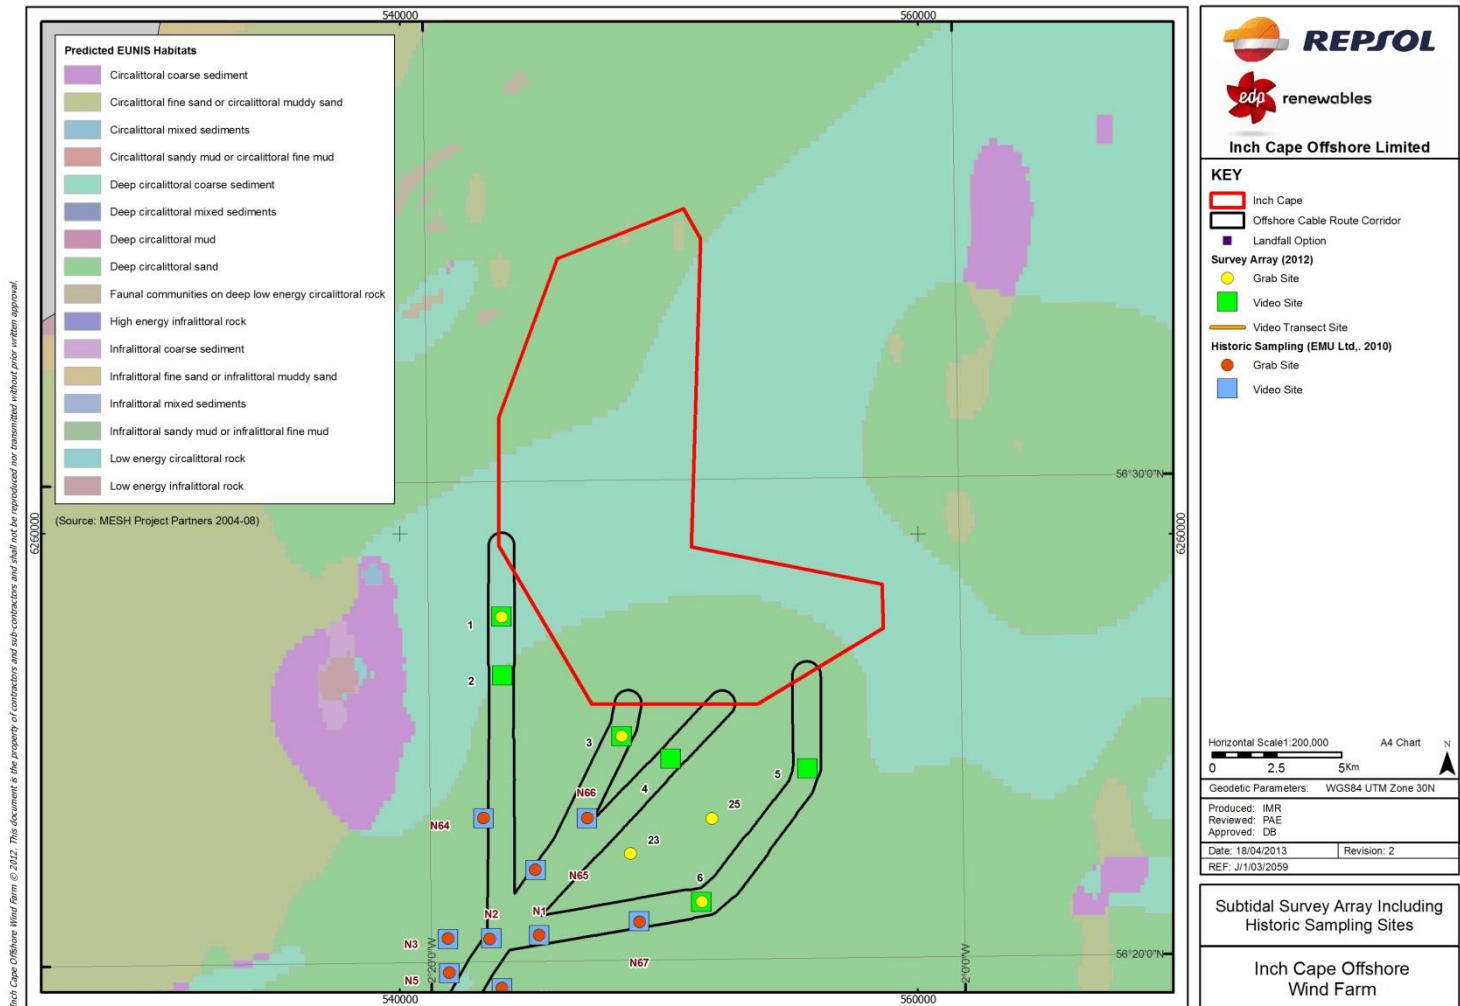 540000
560000
Predicted EUNIS Habitats
Circalittoral coarse sediment
Circalittoral fine sand or circalittoral muddy sand
Circalittoral mixed sediments
Circalittoral sandy mud or circalittoral fine mud
Deep circalittoral coarse sediment
Deep circalittoral mixed sediments
Deep circalittoral mud
Deep circalittoral sand
Faunal communities on deep low energy circalittoral rock
High energy infralittoral rock
Infralittoral coarse sediment
Infralittoral fine sand or infralittoral muddy sand
Infralittoral mixed sediments
Infralittoral sandy mud or infralittoral fine mud
Low energy circalittoral rock
Low energy infralittoral rock
(Source: MESH Project Partners 2004-08)
56°30'0"N
6260000
6260000
1
2
3
4
5
N66
N64
25
23
N65
6
N2
N1
N3
N67
N5
2°20'0"W
2°0'0"W
56°20'0"N
540000
560000
Inch Cape Offshore Wind Farm © 2012. This document is the property of contractors and sub-contractors and shall not be reproduced nor transmitted without prior written approval.
REPSOL
edp renewables
Inch Cape Offshore Limited
KEY
Inch Cape
Offshore Cable Route Corridor
Landfall Option
Survey Array (2012)
Grab Site
Video Site
Video Transect Site
Historic Sampling (EMU Ltd,. 2010)
Grab Site
Video Site
Horizontal Scale1:200,000 A4 Chart N
0 2.5 5Km
Geodetic Parameters: WGS84 UTM Zone 30N
Produced: IMR
Reviewed: PAE
Approved: DB
Date: 18/04/2013 Revision: 2
REF: J/1/03/2059
Subtidal Survey Array Including
Historic Sampling Sites
Inch Cape Offshore
Wind Farm